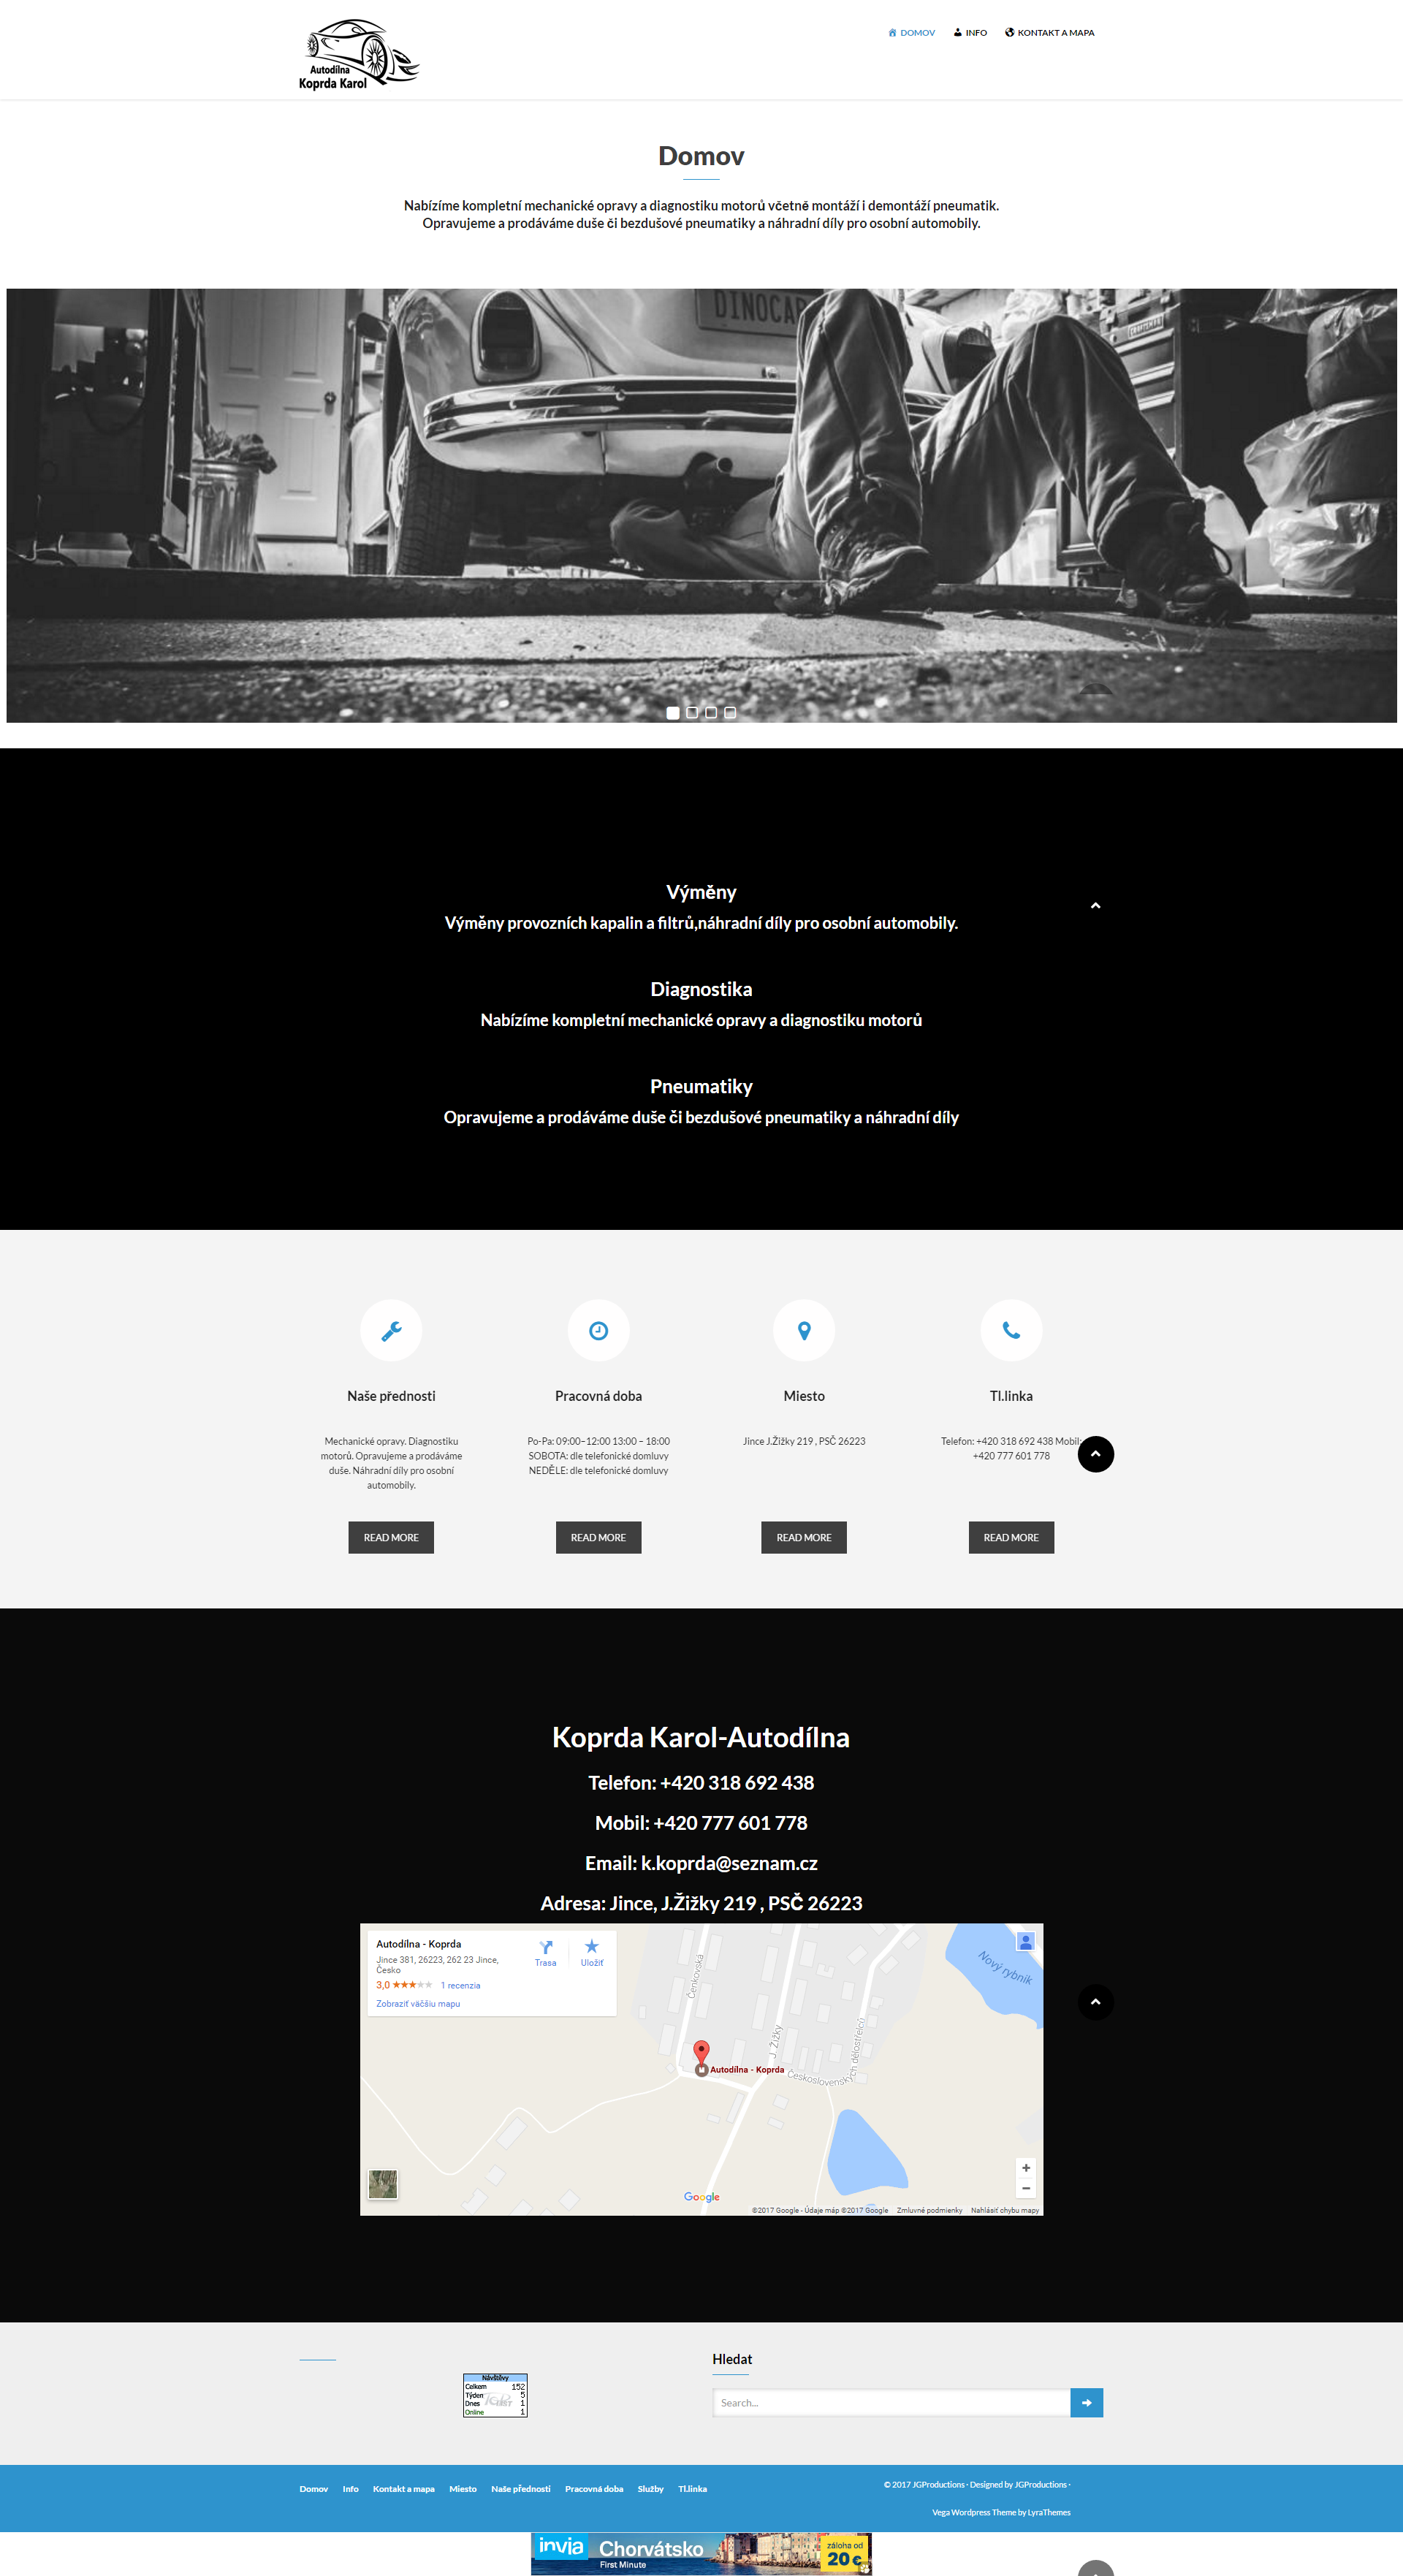 Autodílna
Koprda Karol
DOMOV
INFO
KONTAKT A MAPA
Domov
Nabízíme kompletní mechanické opravy a diagnostiku motorů včetně montáží i demontáží pneumatik.
Opravujeme a prodáváme duše či bezdušové pneumatiky a náhradní díly pro osobní automobily.
DINOCAR
CRAFTSMAN
Výměny
Výměny provozních kapalin a filtrů,náhradní díly pro osobní automobily.
Diagnostika
Nabízíme kompletní mechanické opravy a diagnostiku motorů
Pneumatiky
Opravujeme a prodáváme duše či bezdušové pneumatiky a náhradní díly
Naše přednosti
Mechanické opravy. Diagnostiku
motorů. Opravujeme a prodáváme
duše. Náhradní díly pro osobní
automobily.
READ MORE
Pracovná doba
Po-Pa: 09:00–12:00 13:00 – 18:00
SOBOTA: dle telefonické domluvy
NEDĚLE: dle telefonické domluvy
READ MORE
Miesto
Jince J.Žižky 219 , PSČ 26223
READ MORE
Tl.linka
Telefon: +420 318 692 438 Mobil:
+420 777 601 778
READ MORE
Koprda Karol-Autodílna
Telefon: +420 318 692 438
Mobil: +420 777 601 778
Email: k.koprda@seznam.cz
Adresa: Jince, J.Žižky 219 , PSČ 26223
Autodílna - Koprda
Jince 381, 26223, 262 23 Jince,
Česko
3,0 1 recenzia
Zobraziť väčšiu mapu
Trasa
Uložiť
Čenkovská
J. Žižky
Nový rybník
Československých dělostřelců
Autodílna - Koprda
Google
©2017 Google - Údaje máp ©2017 Google Zmluvné podmienky Nahlásiť chybu mapy
Návštěvy
Celkem 152
Týden 5
Dnes 1
Online 1
Hledat
Search...
Domov Info Kontakt a mapa Miesto Naše přednosti Pracovná doba Služby Tl.linka
© 2017 JGProductions · Designed by JGProductions ·
Vega Wordpress Theme by LyraThemes
invia
Chorvátsko
First Minute
záloha od
20 €